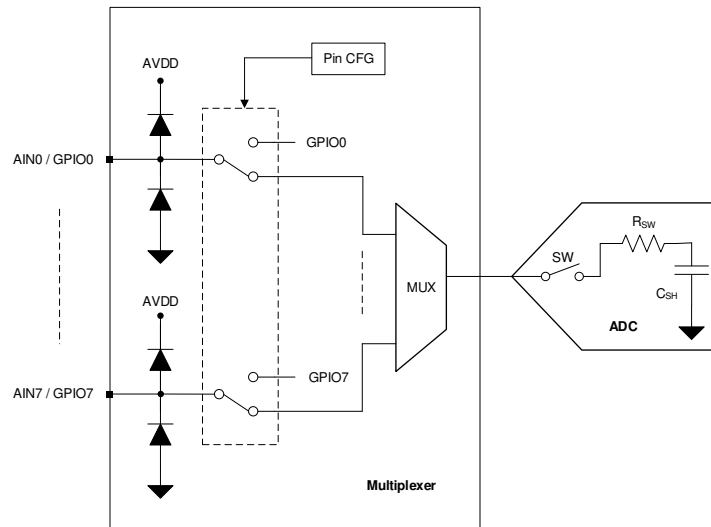 AVDD
Pin CFG
GPIO0
AIN0 / GPIO0
RSW
SW
MUX
CSH
AVDD
ADC
GPIO7
AIN7 / GPIO7
Multiplexer